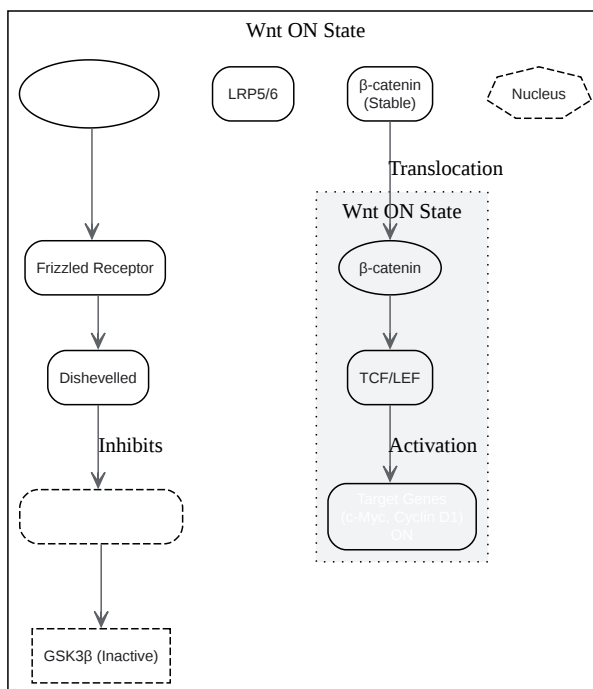 Wnt ON State
LRP5/6
β-catenin
(Stable)
Nucleus
Translocation
Wnt ON State
Frizzled Receptor
β-catenin
Dishevelled
TCF/LEF
Inhibits
Activation
Target Genes
(c-Myc, Cyclin D1)
ON
GSK3β (Inactive)